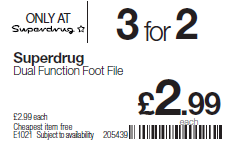 ONLY AT
Superdrug
3 for 2
Superdrug
Dual Function Foot File
£2.99
each
£2.99 each
Cheapest item free
£1021 Subject to availability 205439